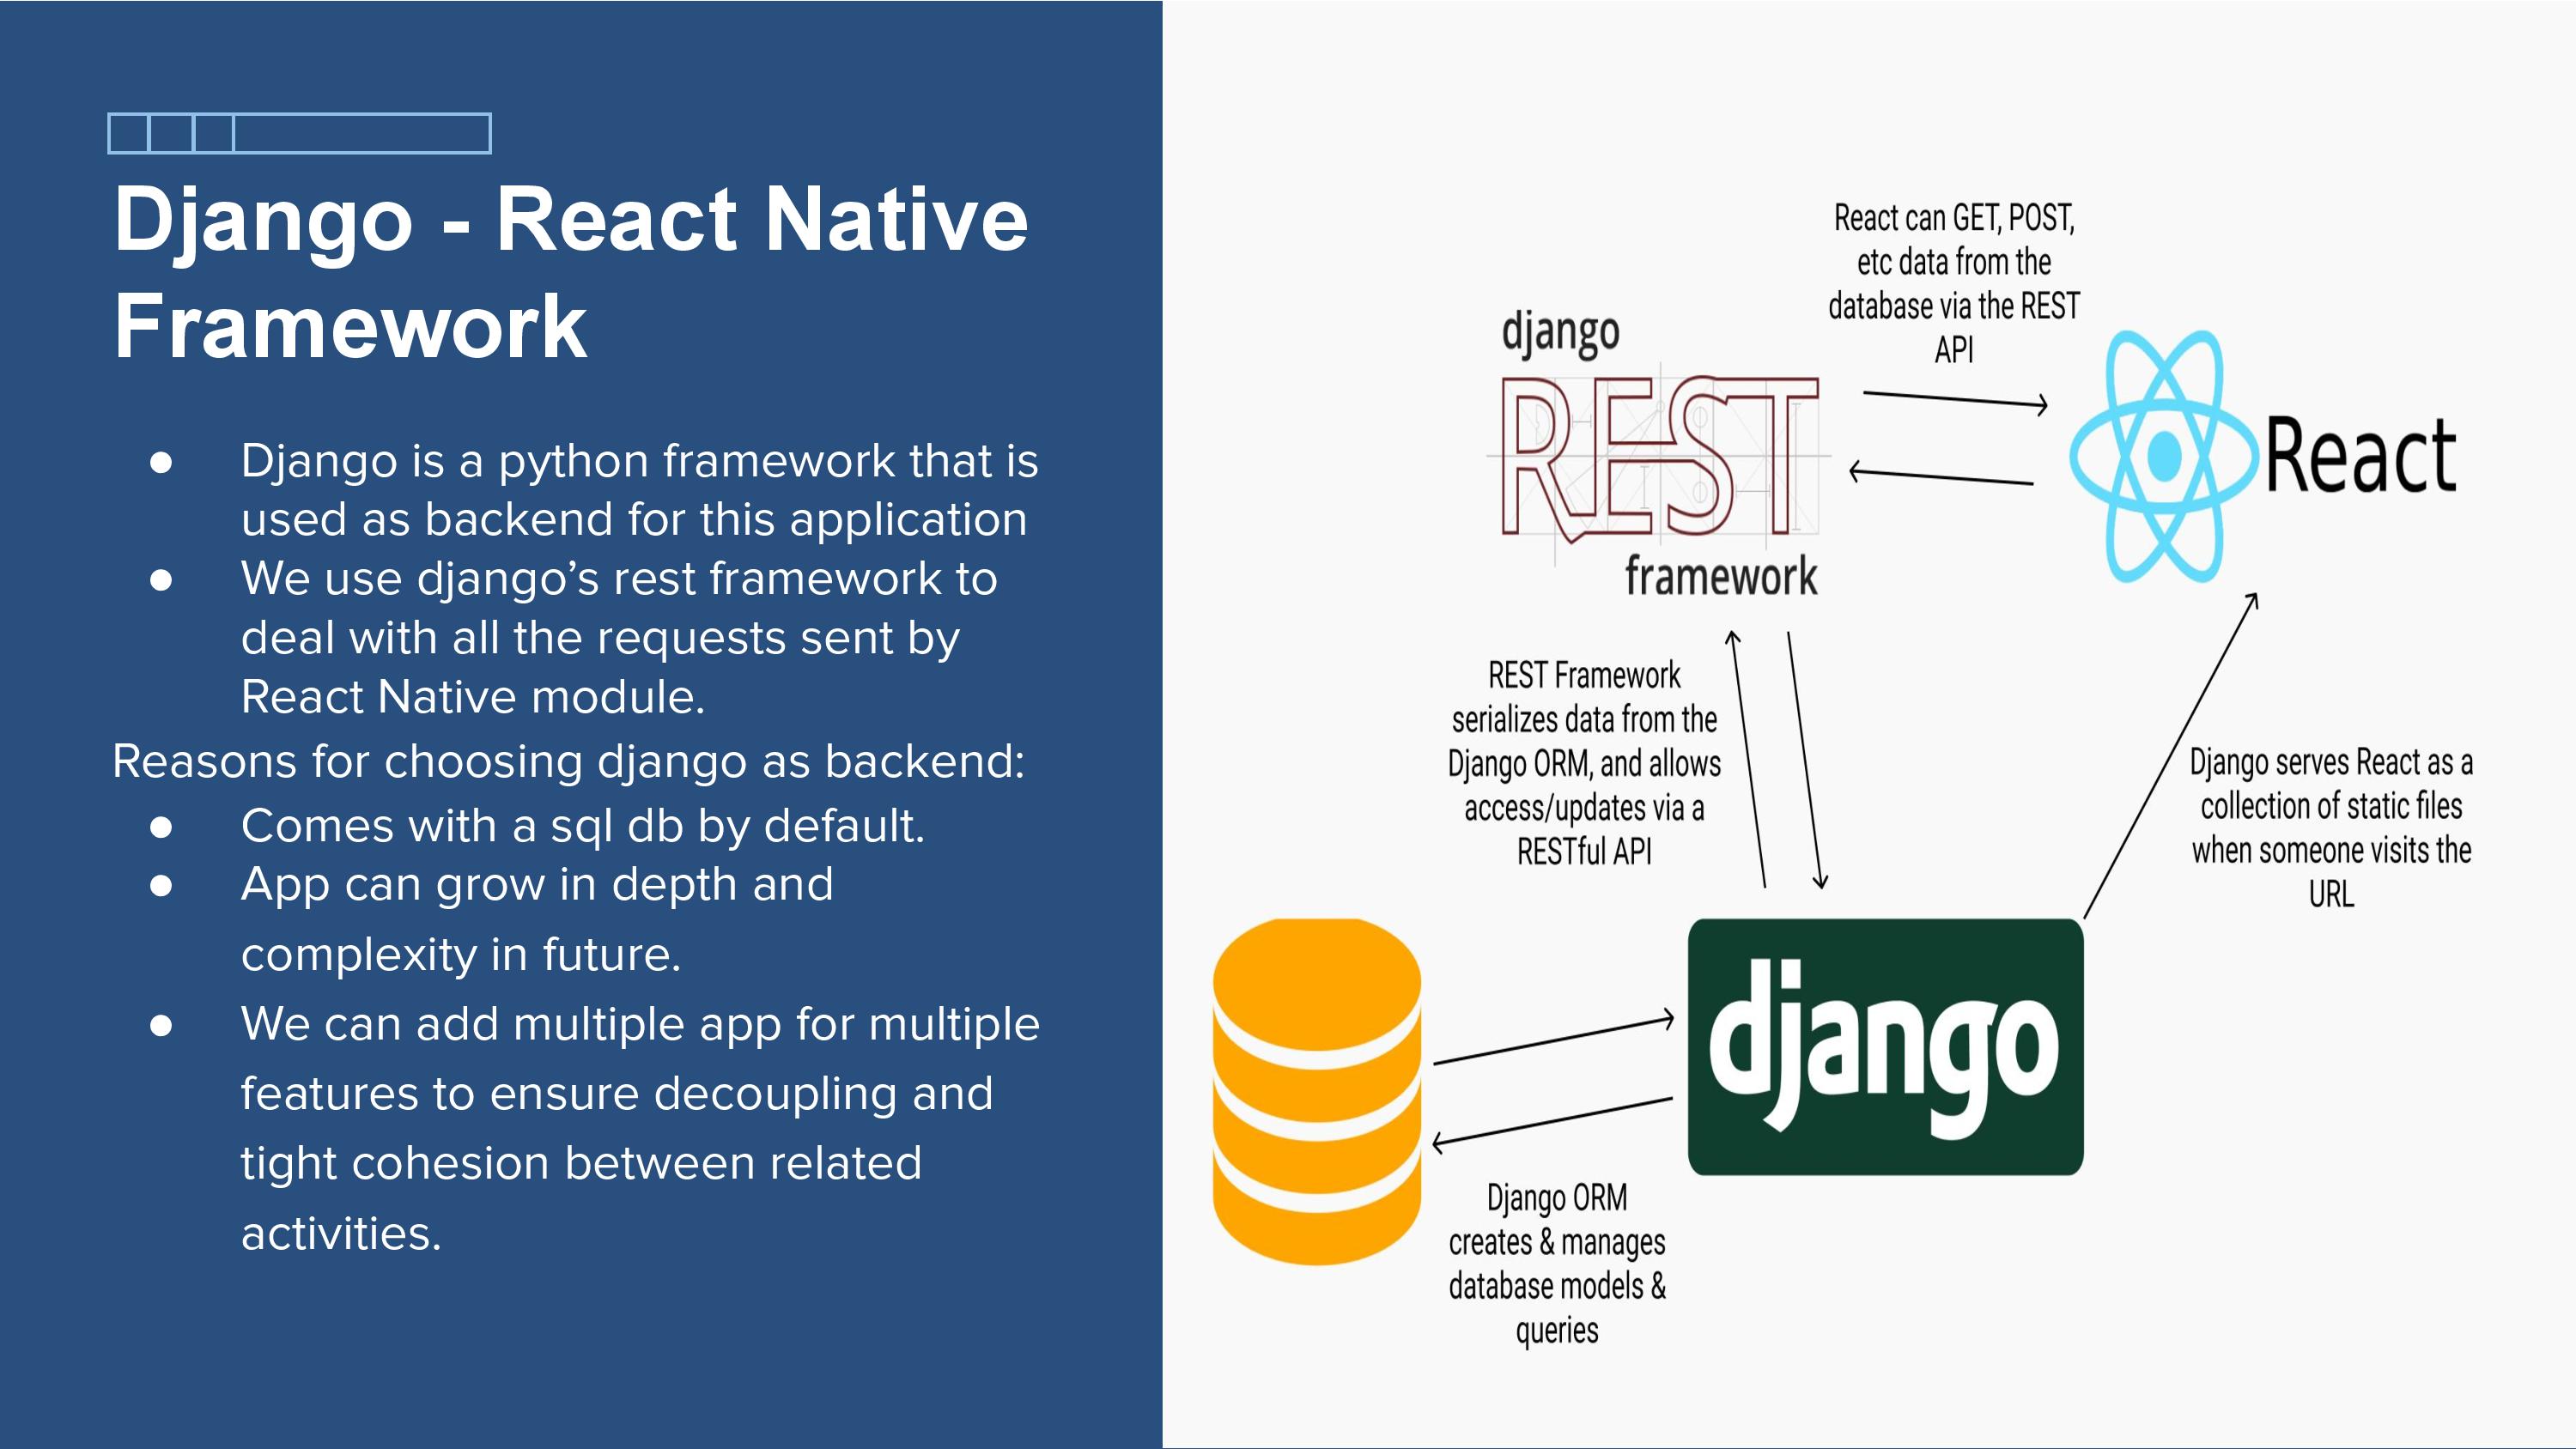 Django - React Native
Framework
● Django is a python framework that is
used as backend for this application
● We use django’s rest framework to
deal with all the requests sent by
React Native module.
Reasons for choosing django as backend:
● Comes with a sql db by default.
● App can grow in depth and
complexity in future.
● We can add multiple app for multiple
features to ensure decoupling and
tight cohesion between related
activities.
React can GET, POST,
etc data from the
database via the REST
API
django
REST
framework
React
REST Framework
serializes data from the
Django ORM, and allows
access/updates via a
RESTful API
Django serves React as a
collection of static files
when someone visits the
URL
django
Django ORM
creates & manages
database models &
queries